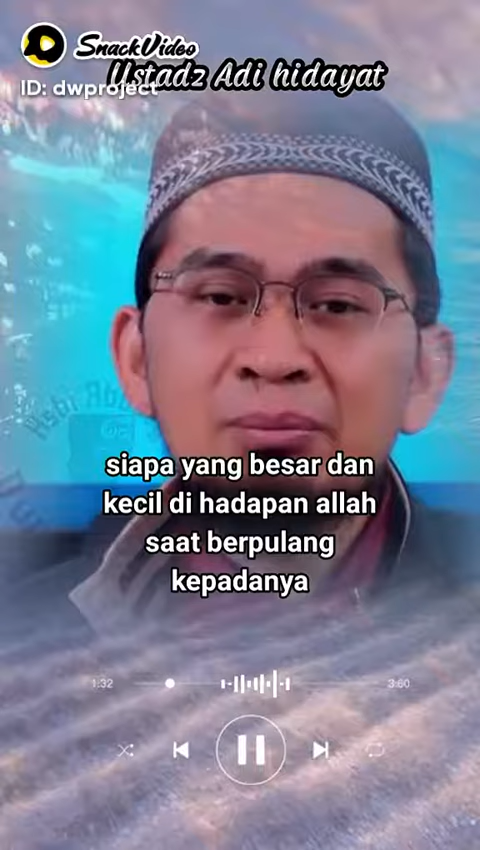 SnackVideo
Ustadz Adi hidayat
ID: dwproject
siapa yang besar dan
kecil di hadapan allah
saat berpulang
kepadanya
1:32
3:60